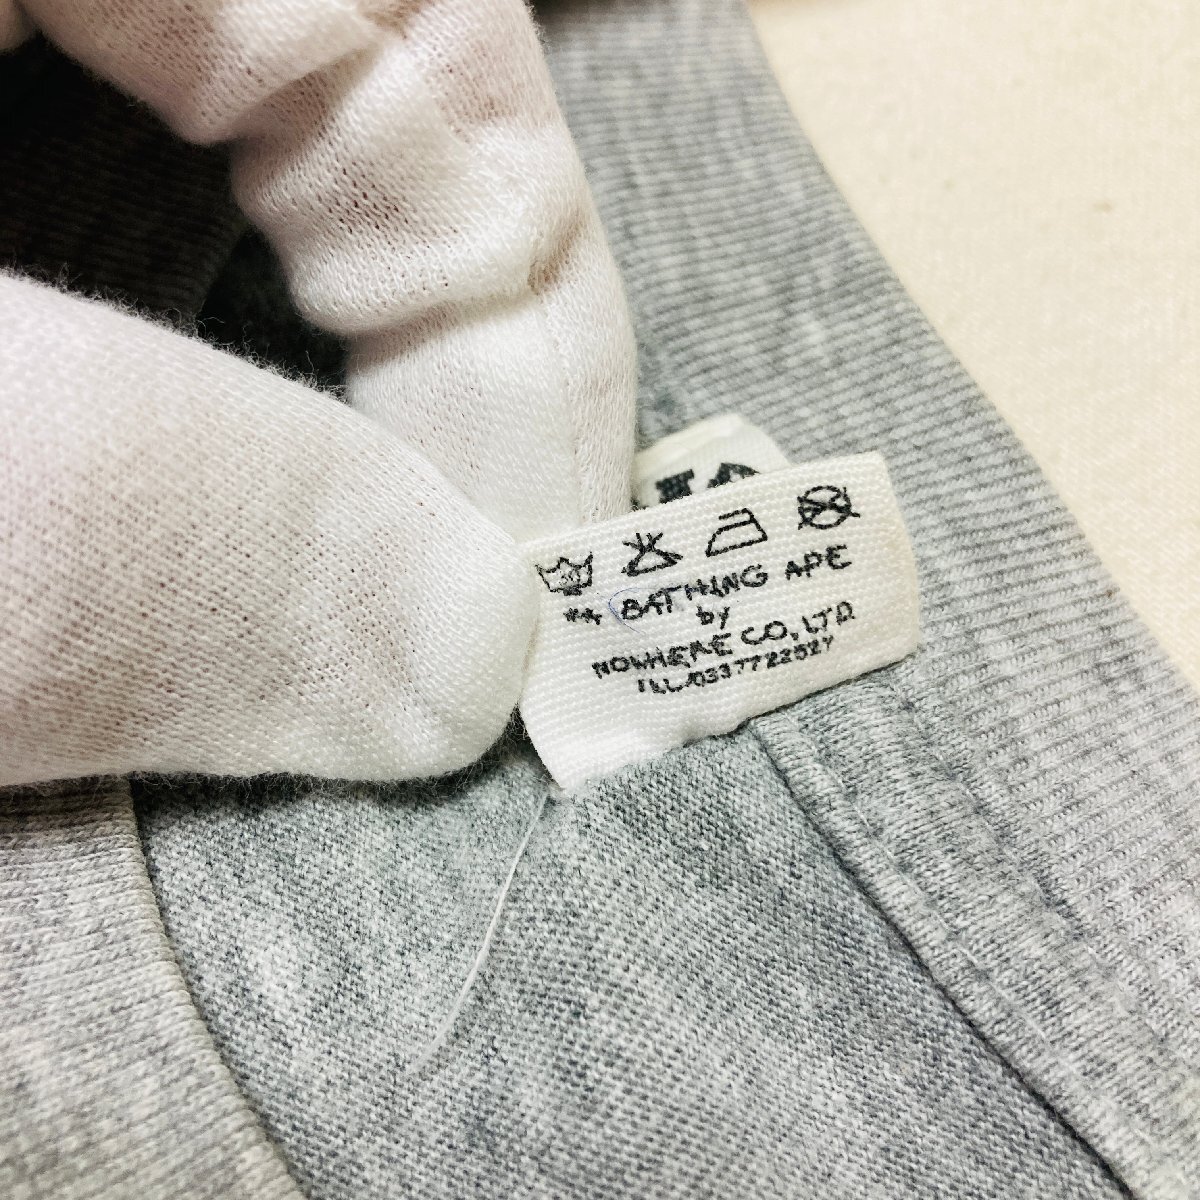 BATHING APE
by
NOWHERE CO, LTD
TEL/0337722527